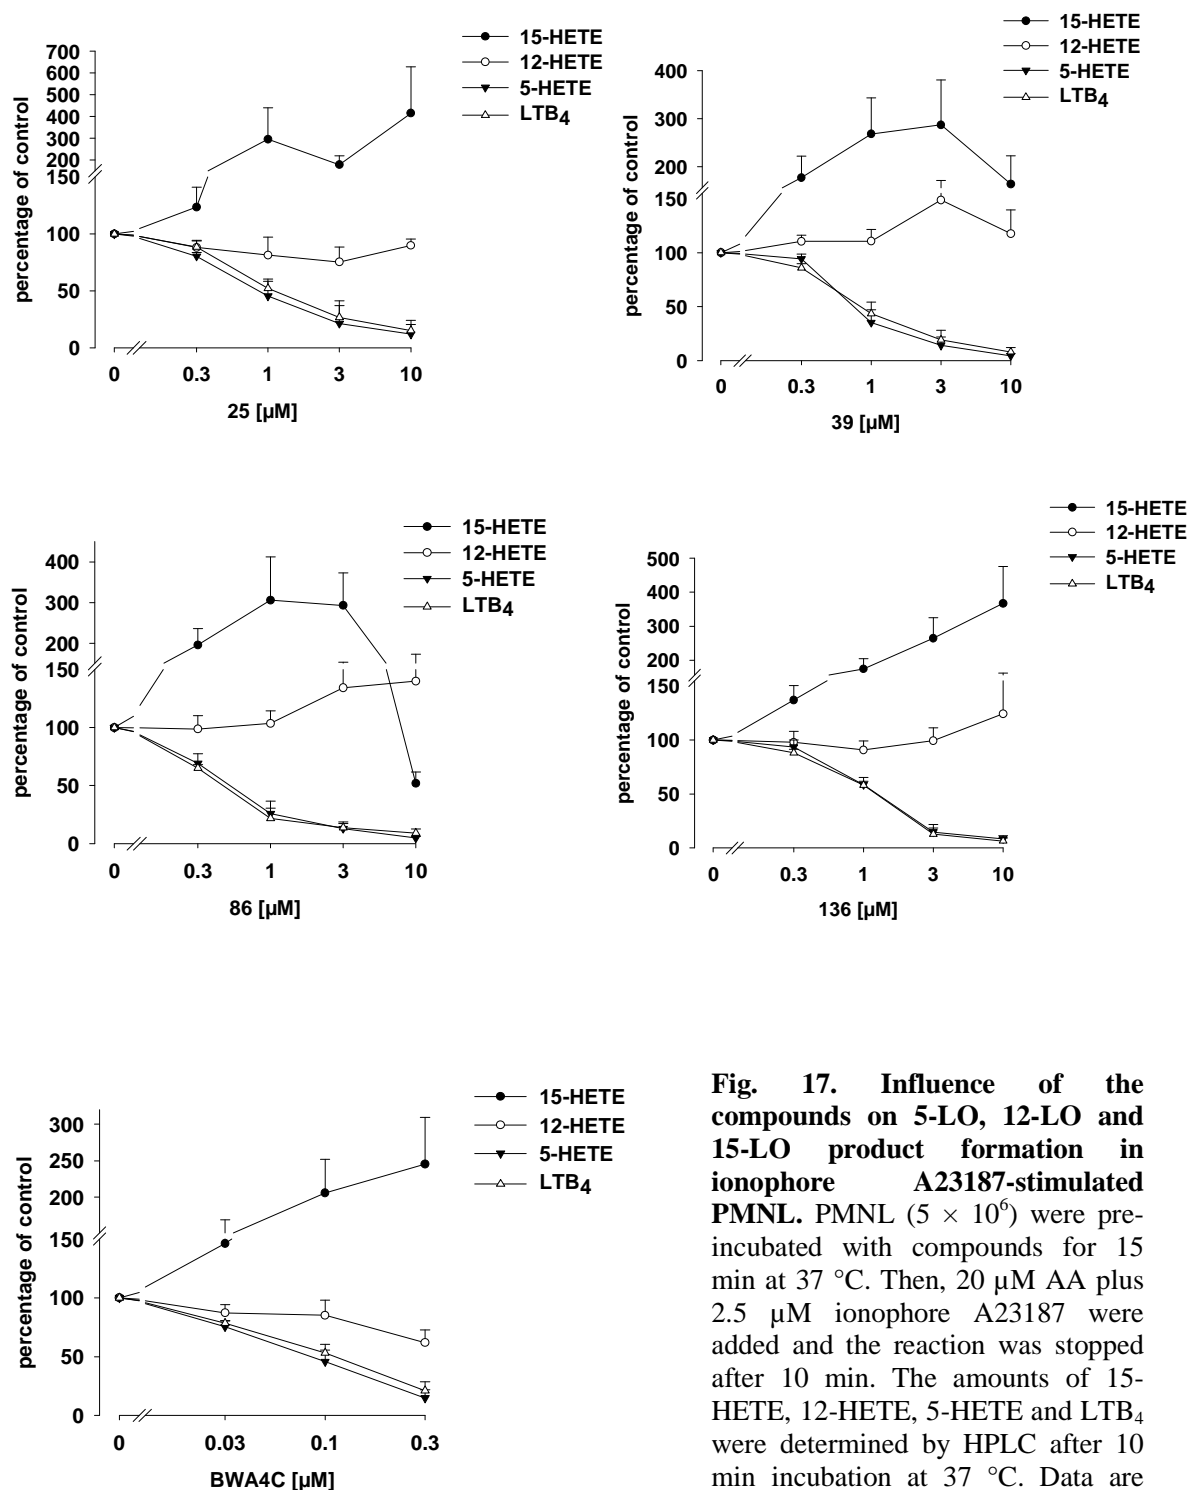 15-HETE
12-HETE
5-HETE
LTB4
percentage of control
700
600
500
400
300
200
150
100
50
0
0 0.3 1 3 10
25 [µM]
15-HETE
12-HETE
5-HETE
LTB4
percentage of control
400
300
200
150
100
50
0
0 0.3 1 3 10
39 [µM]
15-HETE
12-HETE
5-HETE
LTB4
percentage of control
400
300
200
150
100
50
0
0 0.3 1 3 10
86 [µM]
15-HETE
12-HETE
5-HETE
LTB4
percentage of control
500
400
300
200
150
100
50
0
0 0.3 1 3 10
136 [µM]
15-HETE
12-HETE
5-HETE
LTB4
percentage of control
300
250
200
150
100
50
0
0 0.03 0.1 0.3
BWA4C [µM]
Fig. 17. Influence of the
compounds on 5-LO, 12-LO and
15-LO product formation in
ionophore A23187-stimulated
PMNL. PMNL (5 × 10⁶) were pre-
incubated with compounds for 15
min at 37 °C. Then, 20 µM AA plus
2.5 µM ionophore A23187 were
added and the reaction was stopped
after 10 min. The amounts of 15-
HETE, 12-HETE, 5-HETE and LTB4
were determined by HPLC after 10
min incubation at 37 °C. Data are